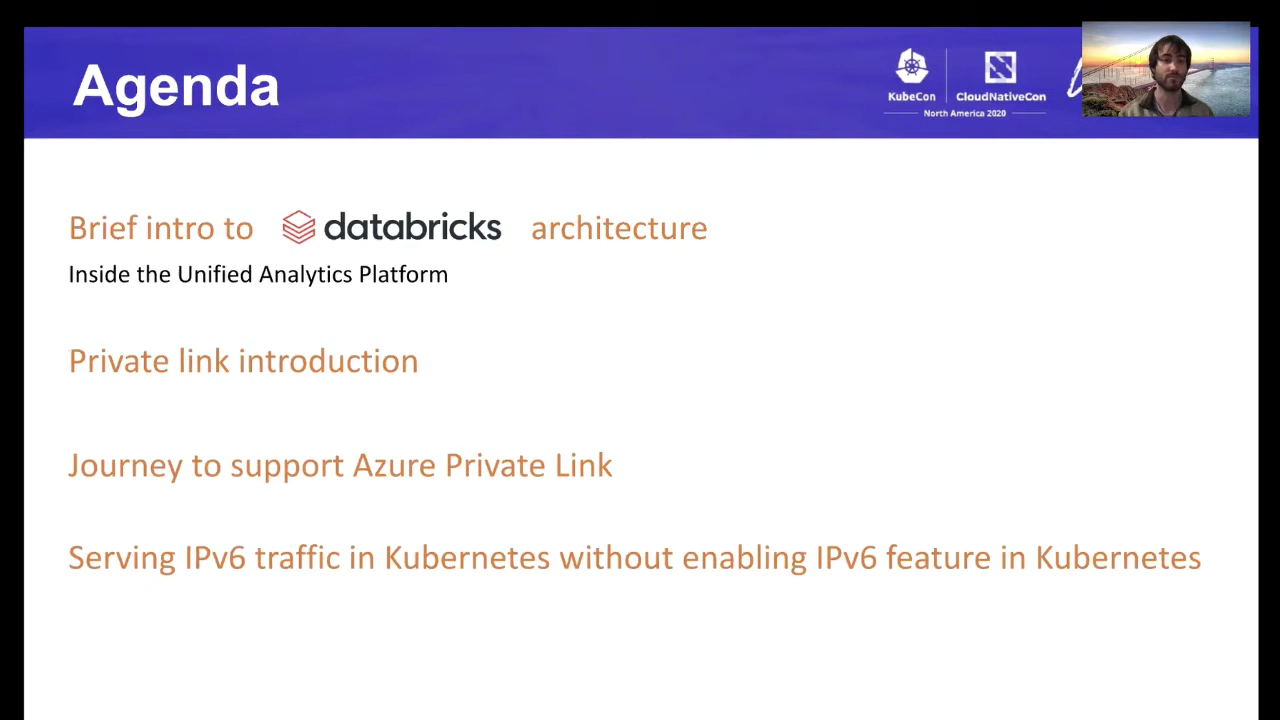 Agenda
KubeCon
CloudNativeCon
North America 2020
Brief intro to databricks architecture
Inside the Unified Analytics Platform
Private link introduction
Journey to support Azure Private Link
Serving IPv6 traffic in Kubernetes without enabling IPv6 feature in Kubernetes